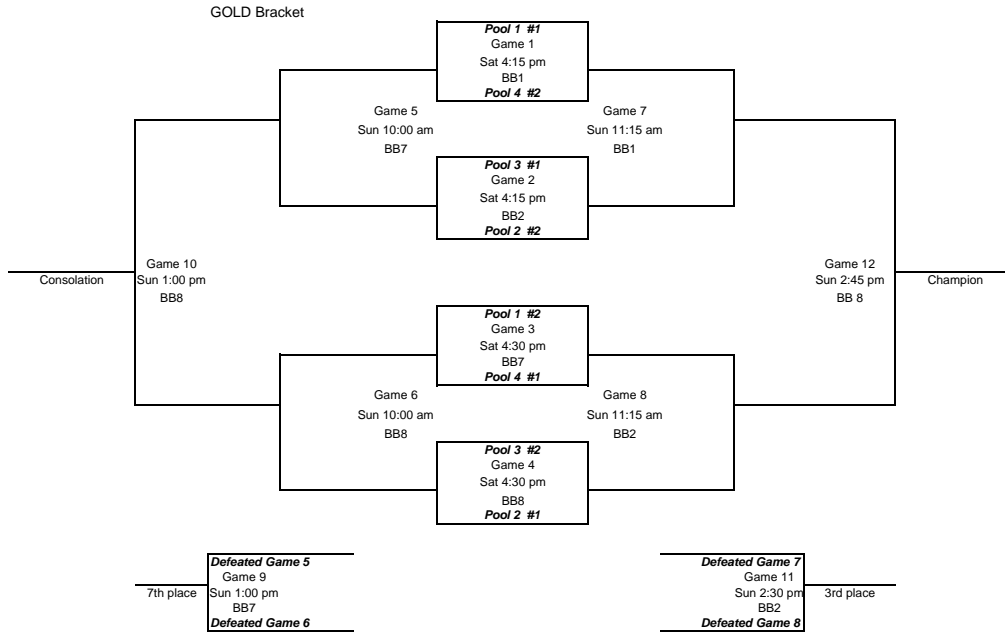 GOLD Bracket
Pool 1 #1
Game 1
Sat 4:15 pm
BB1
Pool 4 #2
Game 5
Sun 10:00 am
BB7
Game 7
Sun 11:15 am
BB1
Pool 3 #1
Game 2
Sat 4:15 pm
BB2
Pool 2 #2
Consolation
Game 10
Sun 1:00 pm
BB8
Game 12
Sun 2:45 pm
BB 8
Champion
Pool 1 #2
Game 3
Sat 4:30 pm
BB7
Pool 4 #1
Game 6
Sun 10:00 am
BB8
Game 8
Sun 11:15 am
BB2
Pool 3 #2
Game 4
Sat 4:30 pm
BB8
Pool 2 #1
Defeated Game 5
Game 9
7th place
Sun 1:00 pm
BB7
Defeated Game 6
Defeated Game 7
Game 11
Sun 2:30 pm
3rd place
BB2
Defeated Game 8